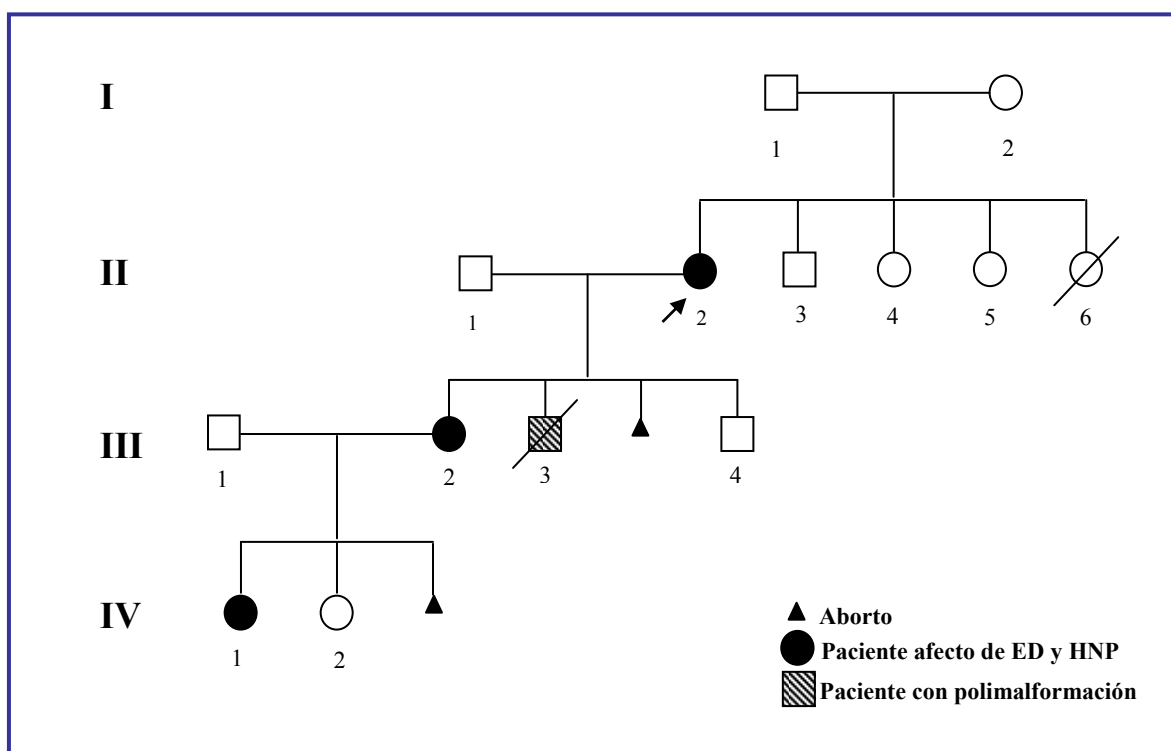 I
1 2
II
1 2 3 4 5 6
III
1 2 3 4
IV
1 2
Aborto
Paciente afecto de ED y HNP
Paciente con polimalformación